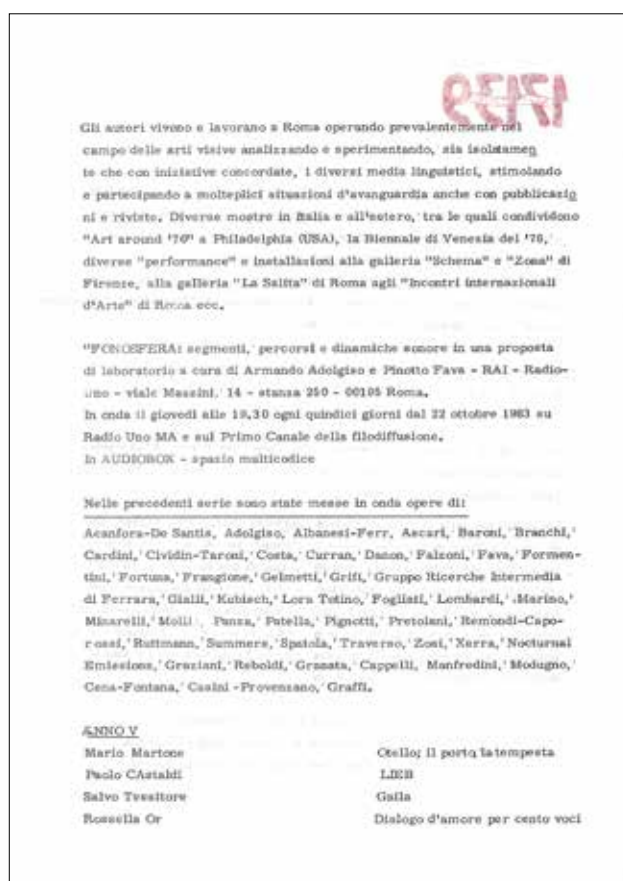 Gli autori vivono e lavorano a Roma operando prevalentemente nel
campo delle arti visive analizzando e sperimentando, sia isolatamen
te che con iniziative concordate, i diversi media linguistici, stimolando
e partecipando a molteplici situazioni d'avanguardia anche con pubblicazio
ni e riviste. Diverse mostre in Italia e all'estero, tra le quali condividono
"Art around '70" a Philadelphia (USA), la Biennale di Venezia del '76,
diverse "performance" e installazioni alla galleria "Schema" e "Zona" di
Firenze, alla galleria "La Salita" di Roma agli "Incontri internazionali
d'Arte" di Roma ecc.
"FONOSFERA: segmenti, percorsi e dinamiche sonore in una proposta
di laboratorio a cura di Armando Adolgiso e Pinotto Fava - RAI - Radio-
uno - viale Mazzini, 14 - stanza 250 - 00195 Roma.
In onda il giovedì alle 19,30 ogni quindici giorni dal 22 ottobre 1983 su
Radio Uno MA e sul Primo Canale della filodiffusione.
In AUDIOBOX - spazio multicodice
Nelle precedenti serie sono state messe in onda opere di:
Acanfora-De Santis, Adolgiso, Albanesi-Ferr, Ascari, Baroni, Branchi,
Cardini, Cividin-Taroni, Costa, Curran, Danon, Falconi, Fava, Formen-
tini, Fortuna, Frangione, Gelmetti, Grifi, Gruppo Ricerche Intermedia
di Ferrara, Gialli, Kubisch, Lora Totino, Fogliati, Lombardi, Marino,
Minarelli, Molli, Panza, Patella, Pignotti, Pretolani, Remondi-Capo-
rossi, Ruttmann, Summers, Spatola, Traverso, Zosi, Xerra, Nocturnal
Emissions, Graziani, Reboldi, Granata, Cappelli, Manfredini, Modugno,
Cena-Fontana, Casini-Provenzano, Graffi.
ANNO V
Mario Martone Otello; il porto, la tempesta
Paolo CAstaldi LIEB
Salvo Tessitore Galla
Rossella Or Dialogo d'amore per cento voci